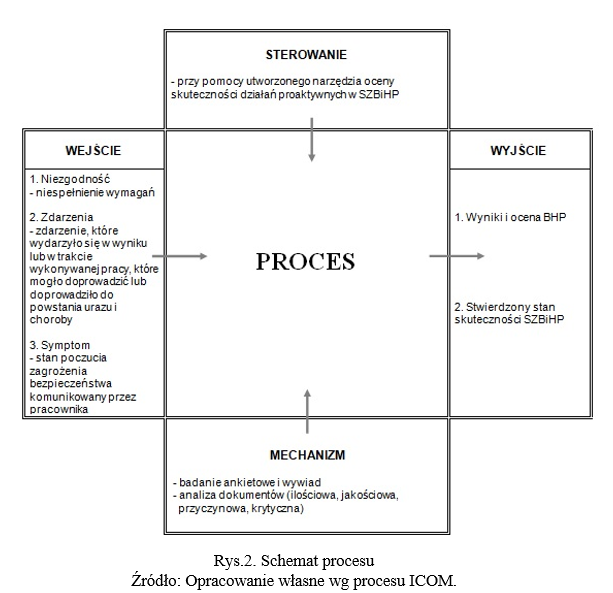 STEROWANIE
- przy pomocy utworzonego narzędzia oceny
skuteczności działań proaktywnych w SZBiHP
WEJŚCIE
1. Niezgodność
- niespełnienie wymagań
2. Zdarzenia
- zdarzenie, które
wydarzyło się w wyniku
lub w trakcie
wykonywanej pracy, które
mogło doprowadzić lub
doprowadziło do
powstania urazu i
choroby
3. Symptom
- stan poczucia
zagrożenia
bezpieczeństwa
komunikowany przez
pracownika
PROCES
WYJŚCIE
1. Wyniki i ocena BHP
2. Stwierdzony stan
skuteczności SZBiHP
MECHANIZM
- badanie ankietowe i wywiad
- analiza dokumentów (ilościowa, jakościowa,
przyczynowa, krytyczna)
Rys.2. Schemat procesu
Źródło: Opracowanie własne wg procesu ICOM.